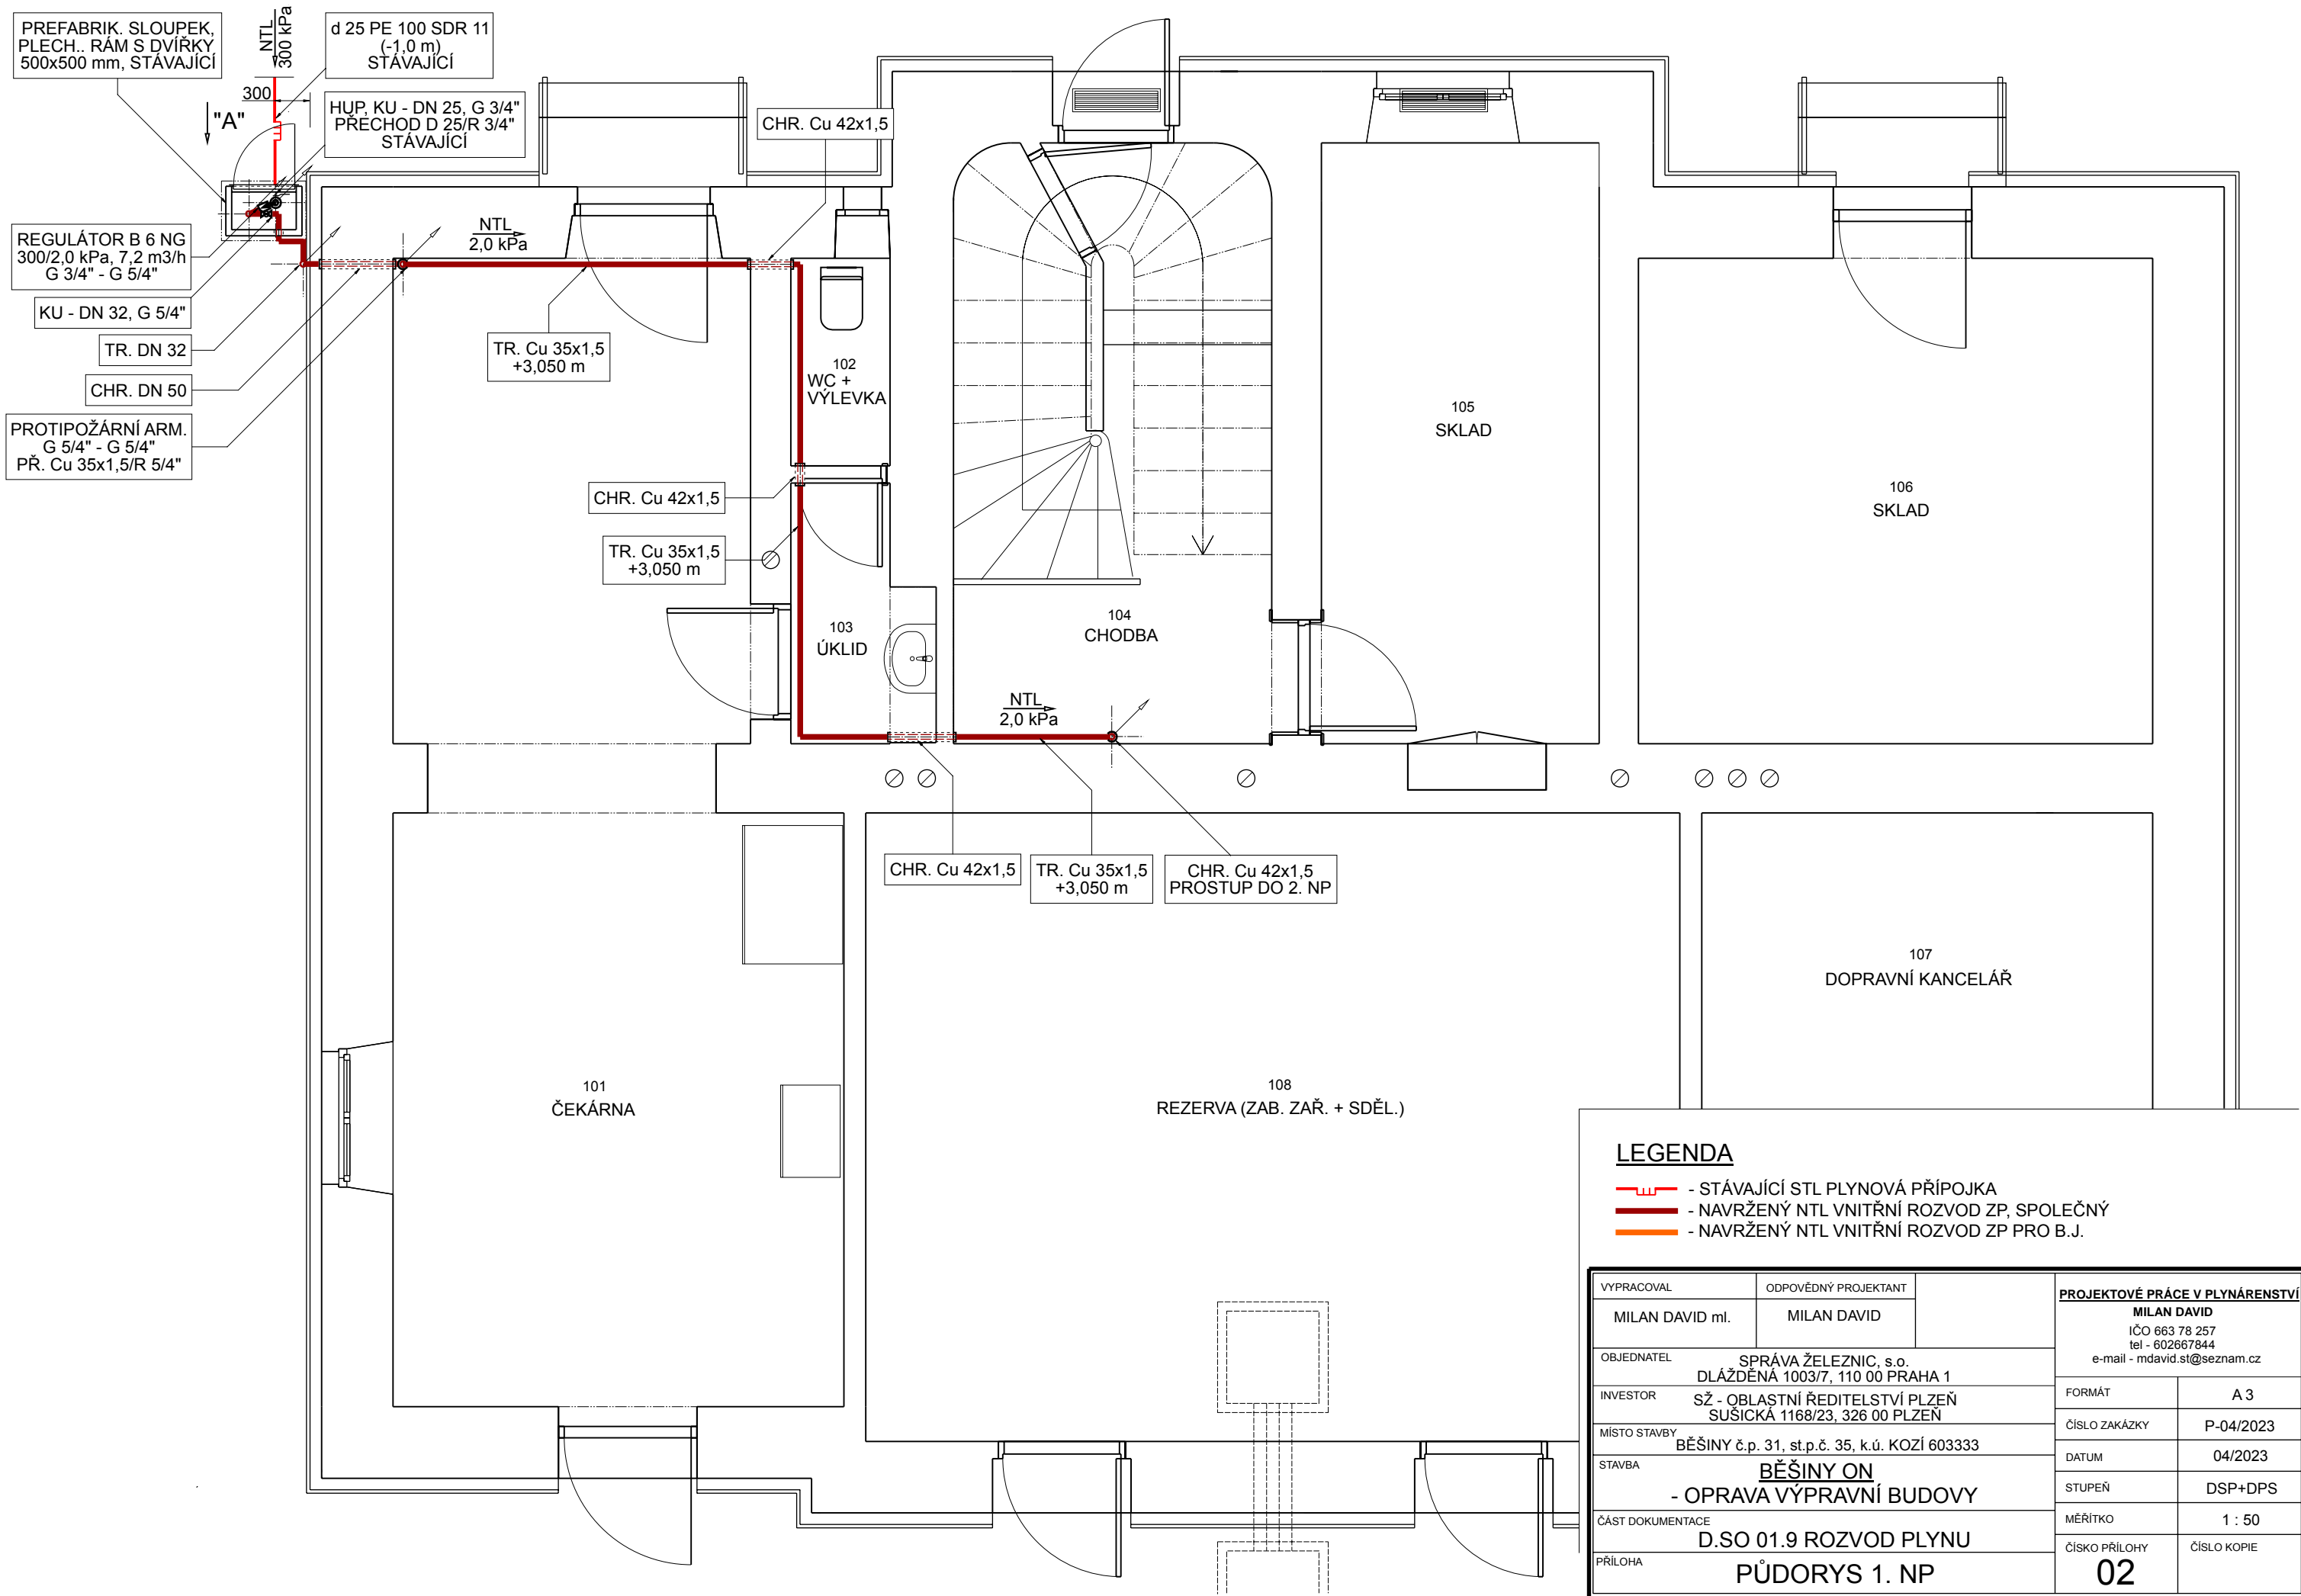 PREFABRIK. SLOUPEK,
PLECH.. RÁM S DVÍŘKY
500x500 mm, STÁVAJÍCÍ
NTL
300 kPa
d 25 PE 100 SDR 11
(-1,0 m)
STÁVAJÍCÍ
300
"A"
HUP, KU - DN 25, G 3/4"
PŘECHOD D 25/R 3/4"
STÁVAJÍCÍ
CHR. Cu 42x1,5
REGULÁTOR B 6 NG
300/2,0 kPa, 7,2 m3/h
G 3/4" - G 5/4"
NTL
2,0 kPa
KU - DN 32, G 5/4"
TR. DN 32
CHR. DN 50
TR. Cu 35x1,5
+3,050 m
102
WC +
VÝLEVKA
PROTIPOŽÁRNÍ ARM.
G 5/4" - G 5/4"
PŘ. Cu 35x1,5/R 5/4"
105
SKLAD
106
SKLAD
CHR. Cu 42x1,5
TR. Cu 35x1,5
+3,050 m
103
ÚKLID
104
CHODBA
NTL
2,0 kPa
CHR. Cu 42x1,5
TR. Cu 35x1,5
+3,050 m
CHR. Cu 42x1,5
PROSTUP DO 2. NP
107
DOPRAVNÍ KANCELÁŘ
101
ČEKÁRNA
108
REZERVA (ZAB. ZAŘ. + SDĚL.)
LEGENDA
- STÁVAJÍCÍ STL PLYNOVÁ PŘÍPOJKA
- NAVRŽENÝ NTL VNITŘNÍ ROZVOD ZP, SPOLEČNÝ
- NAVRŽENÝ NTL VNITŘNÍ ROZVOD ZP PRO B.J.
VYPRACOVAL
ODPOVĚDNÝ PROJEKTANT
MILAN DAVID ml.
MILAN DAVID
PROJEKTOVÉ PRÁCE V PLYNÁRENSTVÍ
MILAN DAVID
IČO 663 78 257
tel - 602667844
e-mail - mdavid.st@seznam.cz
OBJEDNATEL
SPRÁVA ŽELEZNIC, s.o.
DLÁŽDĚNÁ 1003/7, 110 00 PRAHA 1
INVESTOR
SŽ - OBLASTNÍ ŘEDITELSTVÍ PLZEŇ
SUŠICKÁ 1168/23, 326 00 PLZEŇ
MÍSTO STAVBY
BĚŠINY č.p. 31, st.p.č. 35, k.ú. KOZÍ 603333
STAVBA
BĚŠINY ON
- OPRAVA VÝPRAVNÍ BUDOVY
ČÁST DOKUMENTACE
D.SO 01.9 ROZVOD PLYNU
PŘÍLOHA
PŮDORYS 1. NP
FORMÁT
A 3
ČÍSLO ZAKÁZKY
P-04/2023
DATUM
04/2023
STUPEŇ
DSP+DPS
MĚŘÍTKO
1 : 50
ČÍSKO PŘÍLOHY
02
ČÍSLO KOPIE